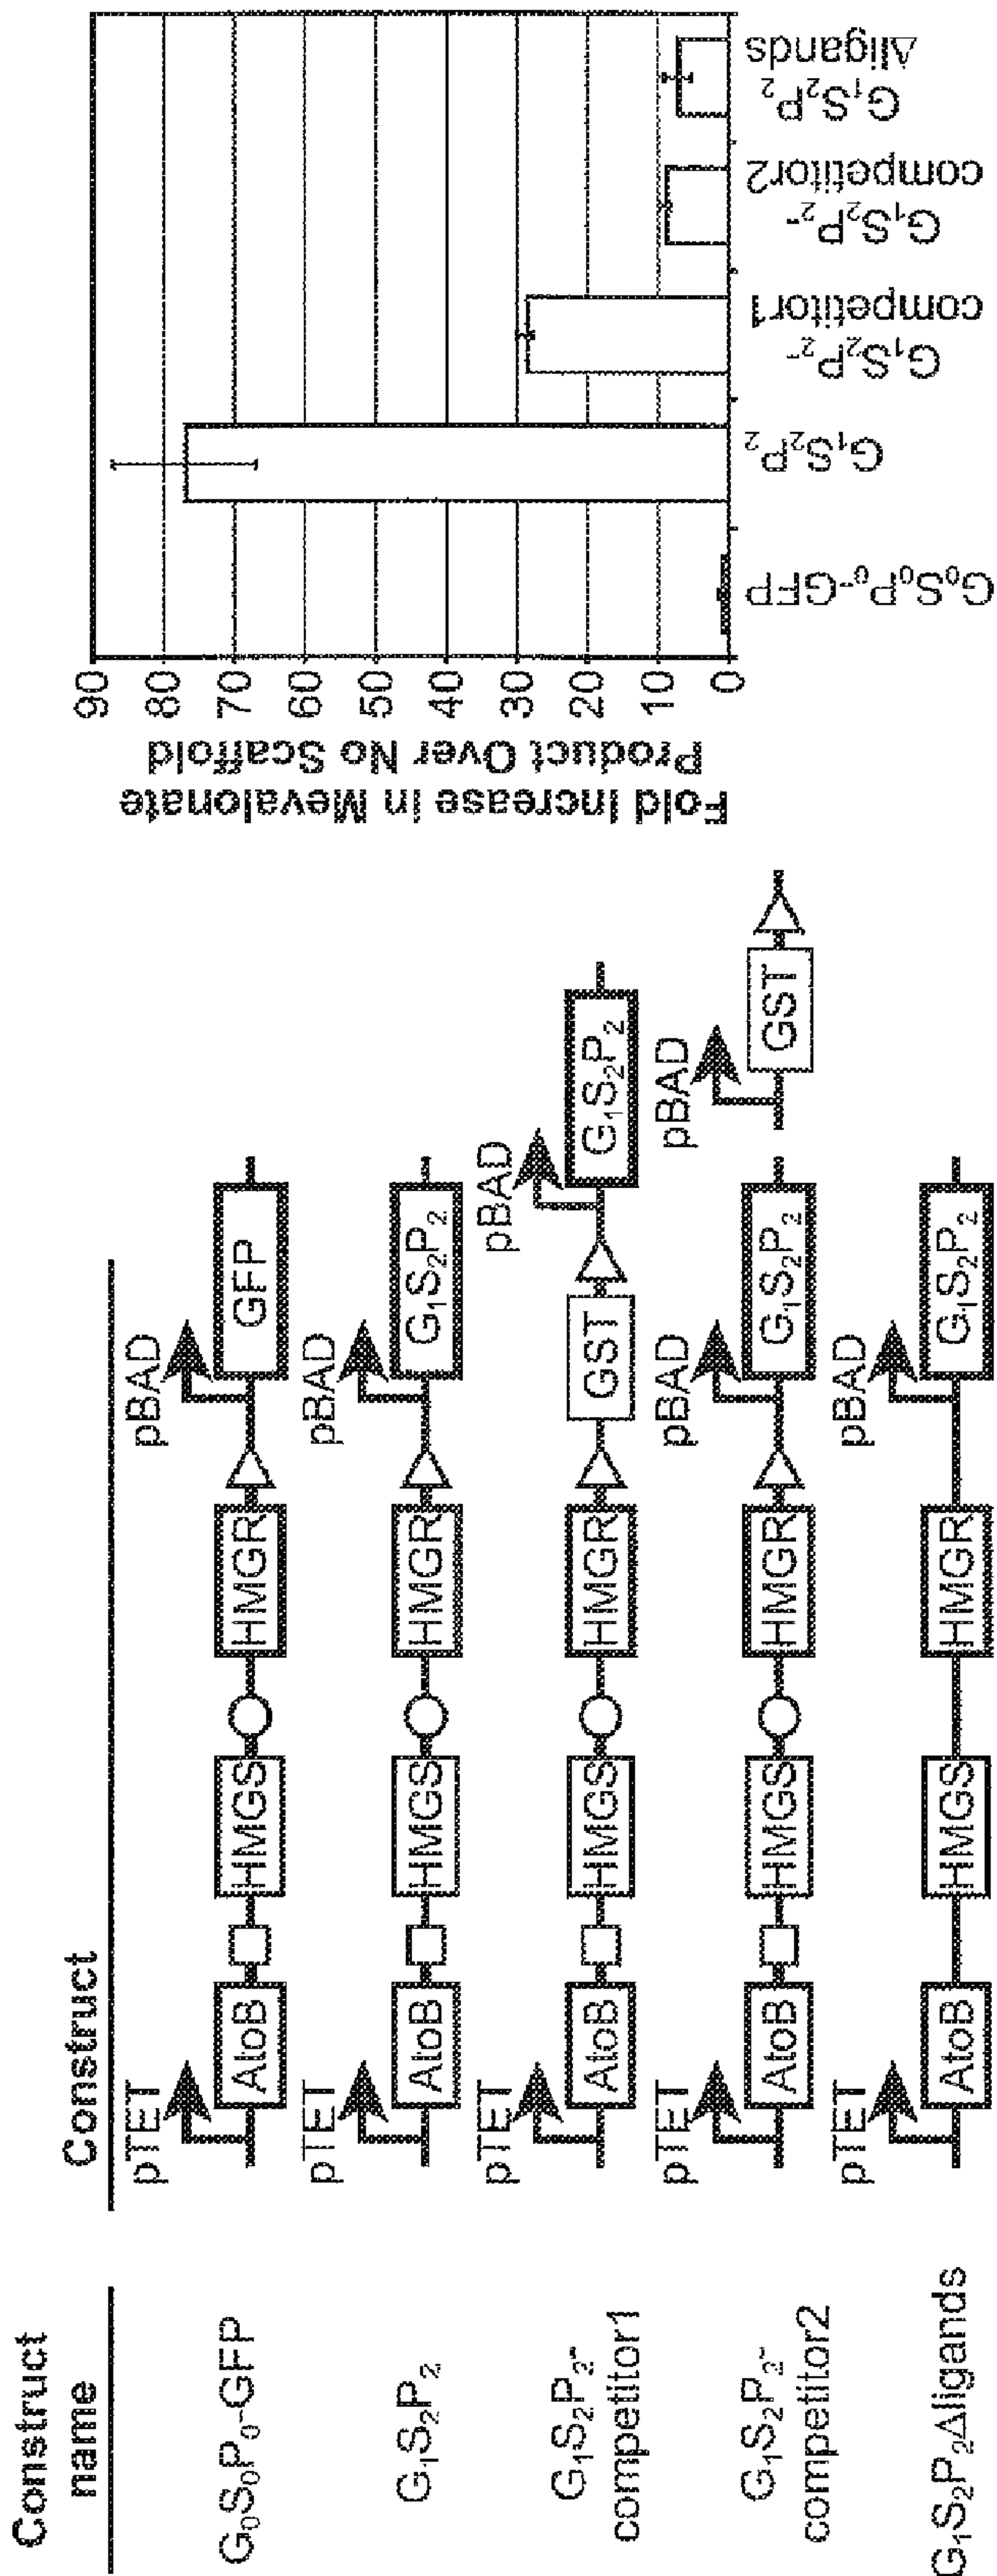 Construct
name
Construct
G₀S₀P₀-GFP
pTET
AtoB
HMGS
HMGR
pBAD
GFP
G₁S₂P₂
pTET
AtoB
HMGS
HMGR
pBAD
G₁S₂P₂
G₁S₂P₂-
competitor1
pTET
AtoB
HMGS
HMGR
GST
pBAD
G₁S₂P₂
G₁S₂P₂-
competitor2
pTET
AtoB
HMGS
HMGR
pBAD
G₁S₂P₂
pBAD
GST
G₁S₂P₂Δligands
pTET
AtoB
HMGS
HMGR
pBAD
G₁S₂P₂
Fold Increase in Mevalonate
Product Over No Scaffold
90
80
70
60
50
40
30
20
10
0
G₀S₀P₀-GFP
G₁S₂P₂
G₁S₂P₂-
competitor1
G₁S₂P₂-
competitor2
G₁S₂P₂
Δligands